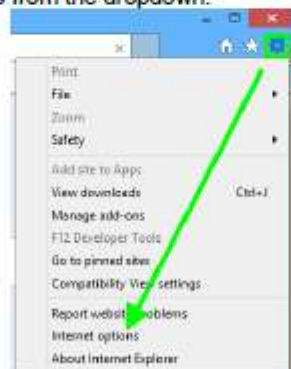 from the dropdown.
Print
File
Zoom
Safety
Add site to Apps
View downloads Ctrl+J
Manage add-ons
F12 Developer Tools
Go to pinned sites
Compatibility View settings
Report website problems
Internet options
About Internet Explorer